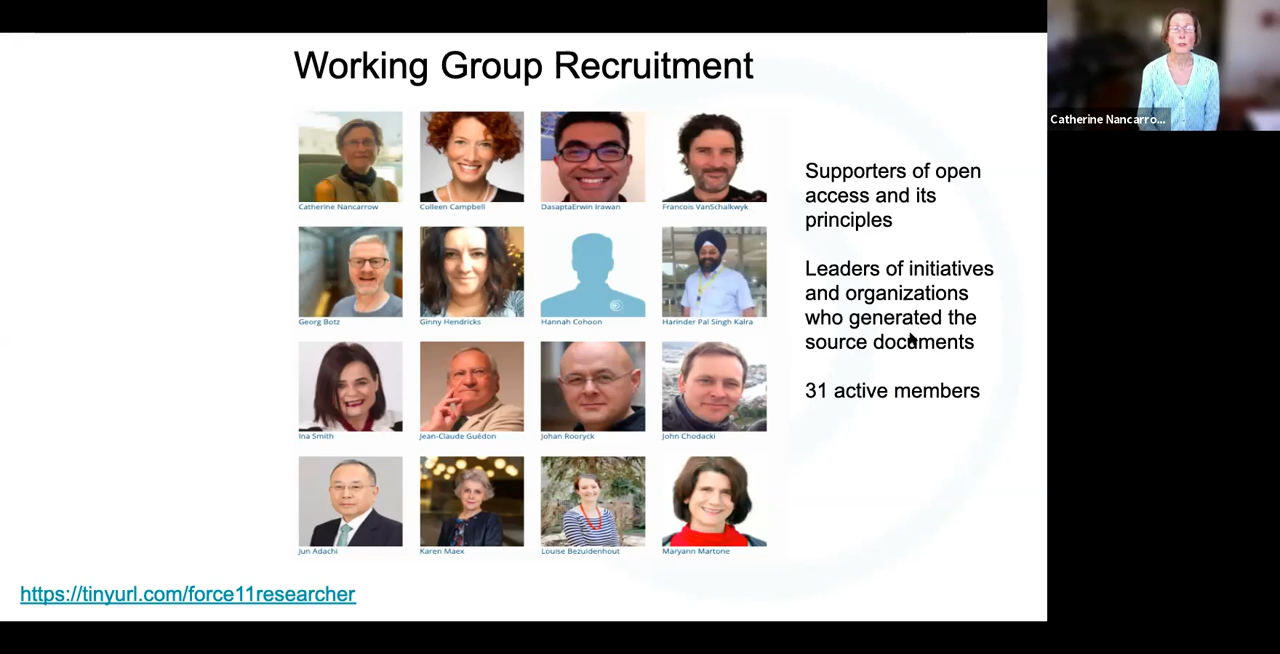 Working Group Recruitment
Catherine Nancarro...
Catherine Nancarrow
Colleen Campbell
DasaptaErwin Irawan
Francois VanSchalkwyk
Georg Botz
Ginny Hendricks
Hannah Cohoon
Harinder Pal Singh Kalra
Ina Smith
Jean-Claude Guédon
Johan Rooryck
John Chodacki
Jun Adachi
Karen Maex
Louise Bezuidenhout
Maryann Martone
Supporters of open
access and its
principles
Leaders of initiatives
and organizations
who generated the
source documents
31 active members
https://tinyurl.com/force11researcher